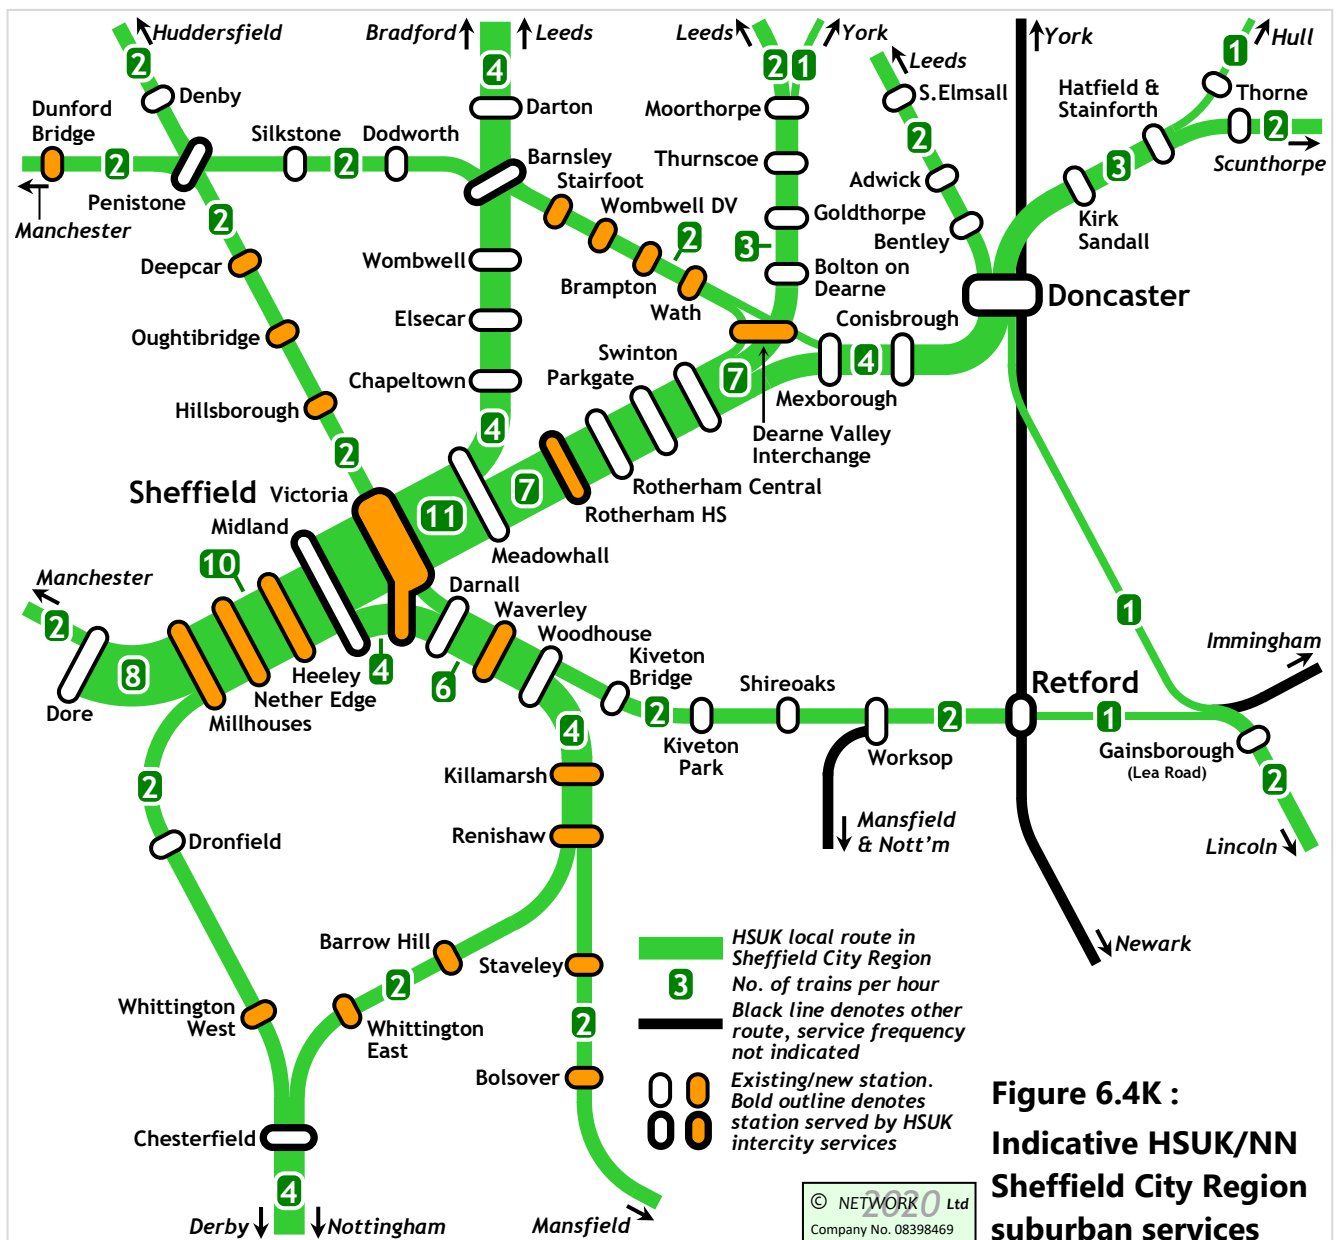 Huddersfield
Bradford
Leeds
Leeds
York
Leeds
York
Hull
2
4
2
1
1
Denby
Darton
Moorthorpe
S.Elmsall
Hatfield &
Stainforth
Thorne
Dunford
Bridge
Silkstone
Dodworth
2
2
Scunthorpe
2
2
Barnsley
Thurnscoe
3
Penistone
Stairfoot
Adwick
Manchester
2
Wombwell DV
Goldthorpe
Kirk
Sandall
2
3
Bentley
Deepcar
Wombwell
Brampton
Bolton on
Dearne
Doncaster
Wath
Oughtibridge
Elsecar
Conisbrough
Swinton
4
Chapeltown
Parkgate
7
Mexborough
Hillsborough
4
Dearne Valley
Interchange
2
Rotherham Central
Sheffield
Victoria
7
Rotherham HS
11
Midland
Meadowhall
10
Manchester
Darnall
Waverley
1
2
Woodhouse
Immingham
Kiveton
Bridge
4
Heeley
8
6
Nether Edge
Shireoaks
Retford
Dore
Millhouses
2
2
1
4
Kiveton
Park
Worksop
Gainsborough
(Lea Road)
2
Killamarsh
2
Mansfield
& Nott’m
Renishaw
Dronfield
Lincoln
Barrow Hill
Staveley
HSUK local route in
Sheffield City Region
Newark
2
3
No. of trains per hour
Whittington
West
Whittington
East
2
Black line denotes other
route, service frequency
not indicated
Bolsover
Existing/new station.
Bold outline denotes
station served by HSUK
intercity services
Figure 6.4K :
Indicative HSUK/NN
Sheffield City Region
suburban services
Chesterfield
4
Derby
Nottingham
Mansfield
© NETWORK 2020 Ltd
Company No. 08398469